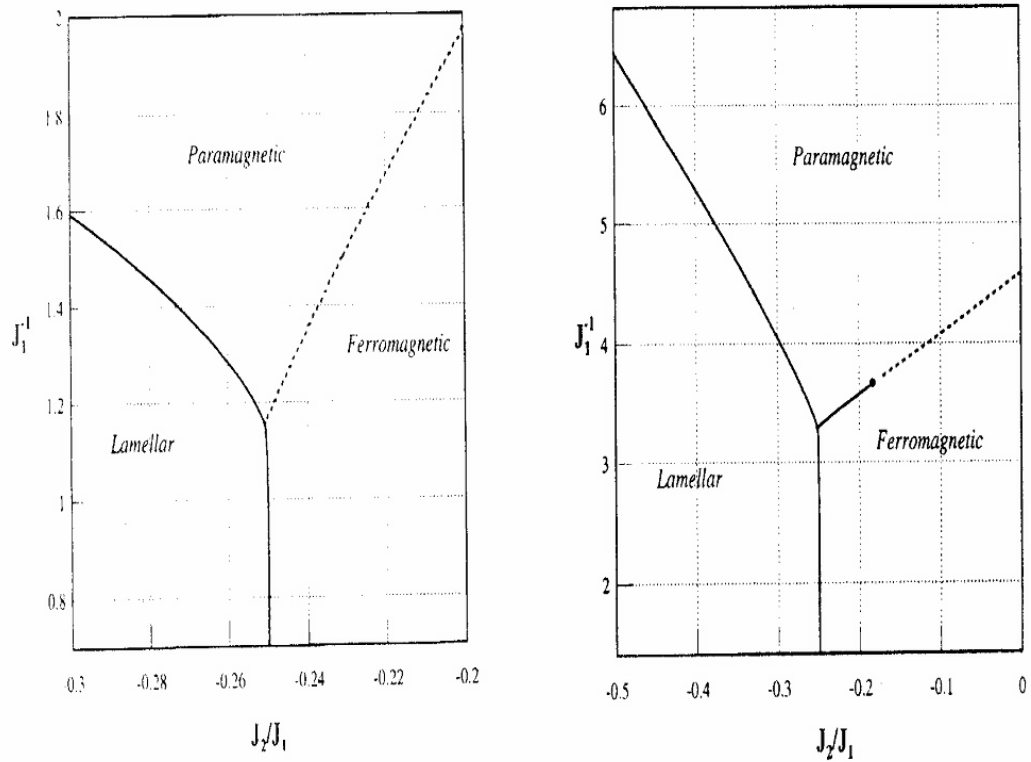 2
1.8
1.6
1.4
1.2
1
0.8
J₁⁻¹
Paramagnetic
Ferromagnetic
Lamellar
-0.3
-0.28
-0.26
-0.24
-0.22
-0.2
J₂/J₁
6
5
4
3
2
J₁⁻¹
Paramagnetic
Ferromagnetic
Lamellar
-0.5
-0.4
-0.3
-0.2
-0.1
0
J₂/J₁